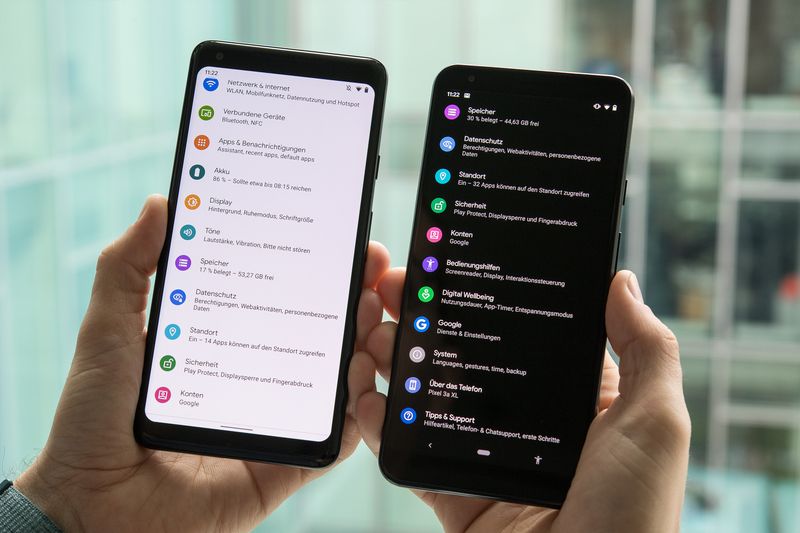 11:22
Netzwerk & Internet
WLAN, Mobilfunknetz, Datennutzung und Hotspot
Verbundene Geräte
Bluetooth, NFC
Apps & Benachrichtigungen
Assistant, recent apps, default apps
Akku
86 % – Sollte etwa bis 08:15 reichen
Display
Hintergrund, Ruhemodus, Schriftgröße
Töne
Lautstärke, Vibration, Bitte nicht stören
Speicher
17 % belegt – 53,27 GB frei
Datenschutz
Berechtigungen, Webaktivitäten, personenbezogene
Daten
Standort
Ein – 14 Apps können auf den Standort zugreifen
Sicherheit
Play Protect, Displaysperre und Fingerabdruck
Konten
Google
11:22
Speicher
30 % belegt – 44,63 GB frei
Datenschutz
Berechtigungen, Webaktivitäten, personenbezogene
Daten
Standort
Ein – 32 Apps können auf den Standort zugreifen
Sicherheit
Play Protect, Displaysperre und Fingerabdruck
Konten
Google
Bedienungshilfen
Screenreader, Display, Interaktionssteuerung
Digital Wellbeing
Nutzungsdauer, App-Timer, Entspannungsmodus
Google
Dienste & Einstellungen
System
Languages, gestures, time, backup
Über das Telefon
Pixel 3a XL
Tipps & Support
Hilfeartikel, Telefon- & Chatsupport, erste Schritte